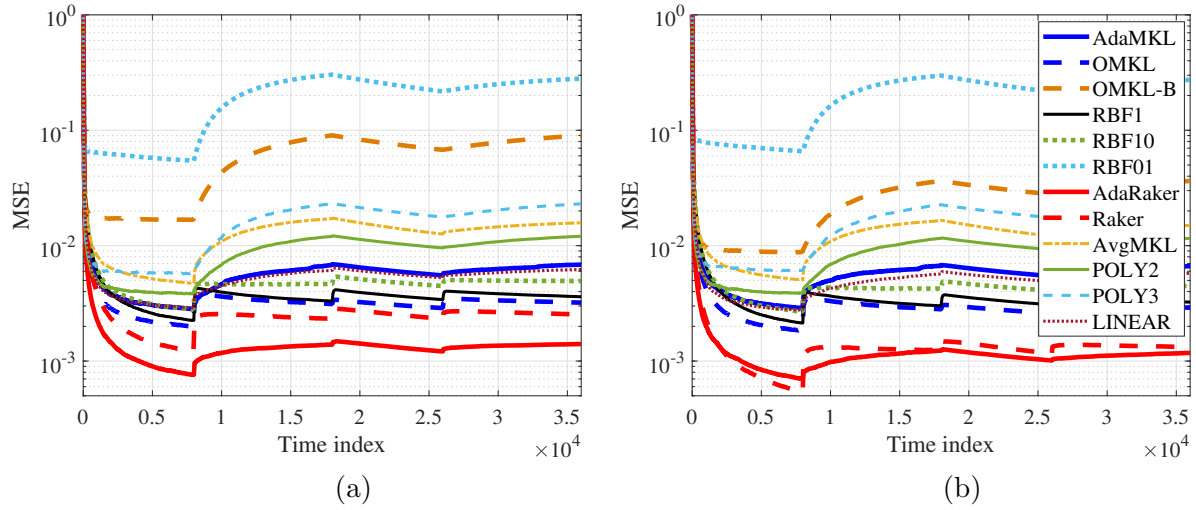 10^0
10^-1
10^-2
10^-3
MSE
0 0.5 1 1.5 2 2.5 3 3.5
Time index
×10^4
(a)
10^0
10^-1
10^-2
10^-3
MSE
0 0.5 1 1.5 2 2.5 3 3.5
Time index
×10^4
AdaMKL
OMKL
OMKL-B
RBF1
RBF10
RBF01
AdaRaker
Raker
AvgMKL
POLY2
POLY3
LINEAR
(b)